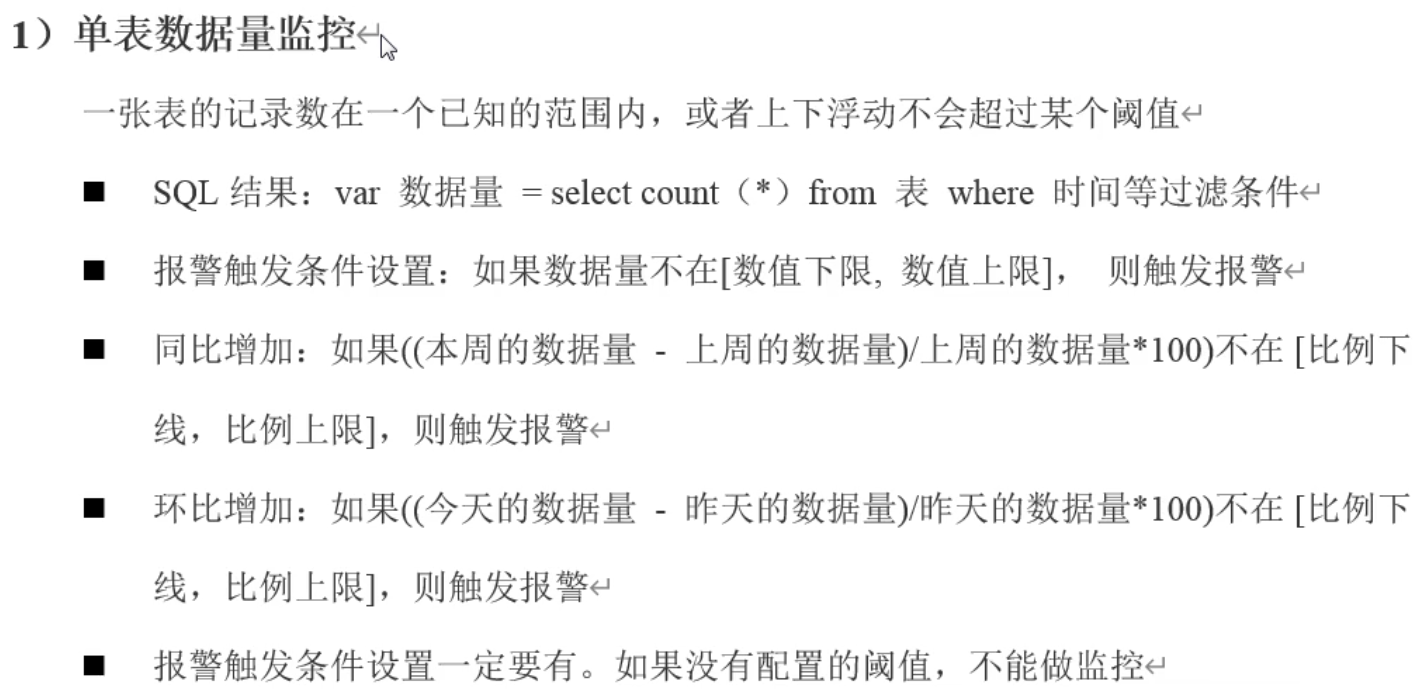 1）单表数据量监控↵
一张表的记录数在一个已知的范围内，或者上下浮动不会超过某个阈值↵
■ SQL 结果：var 数据量 = select count（*）from 表 where 时间等过滤条件↵
■ 报警触发条件设置：如果数据量不在[数值下限, 数值上限]， 则触发报警↵
■ 同比增加：如果((本周的数据量 - 上周的数据量)/上周的数据量*100)不在 [比例下
线，比例上限]，则触发报警↵
■ 环比增加：如果((今天的数据量 - 昨天的数据量)/昨天的数据量*100)不在 [比例下
线，比例上限]，则触发报警↵
■ 报警触发条件设置一定要有。如果没有配置的阈值，不能做监控↵